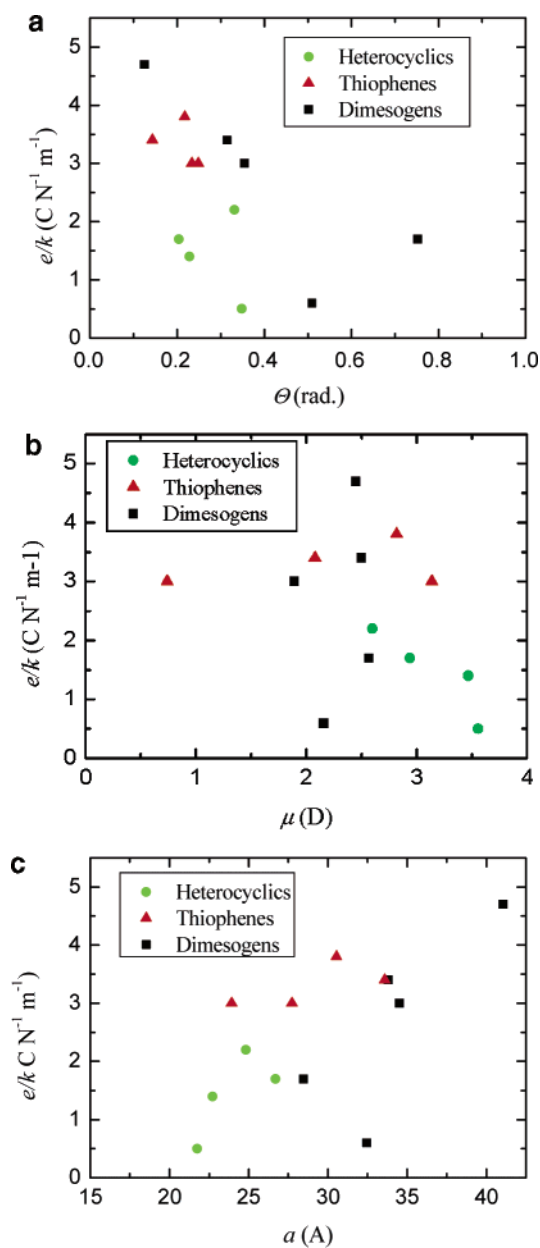 a
Heterocyclics
Thiophenes
Dimesogens
e/k (C N⁻¹ m⁻¹)
5
4
3
2
1
0
0.0 0.2 0.4 0.6 0.8 1.0
Θ (rad.)
b
Heterocyclics
Thiophenes
Dimesogens
e/k (C N⁻¹ m-1)
5
4
3
2
1
0
0 1 2 3 4
μ (D)
c
Heterocyclics
Thiophenes
Dimesogens
e/k C N⁻¹ m⁻¹)
5
4
3
2
1
0
15 20 25 30 35 40
a (A)